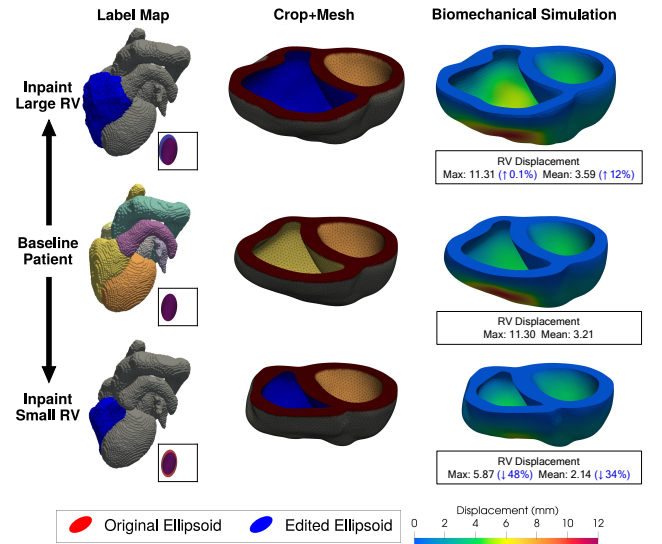 Label Map
Crop+Mesh
Biomechanical Simulation
Inpaint
Large RV
RV Displacement
Max: 11.31 (↑0.1%) Mean: 3.59 (↑12%)
Baseline
Patient
RV Displacement
Max: 11.30 Mean: 3.21
Inpaint
Small RV
RV Displacement
Max: 5.87 (↓48%) Mean: 2.14 (↓34%)
Original Ellipsoid
Edited Ellipsoid
Displacement (mm)
0 2 4 6 8 10 12